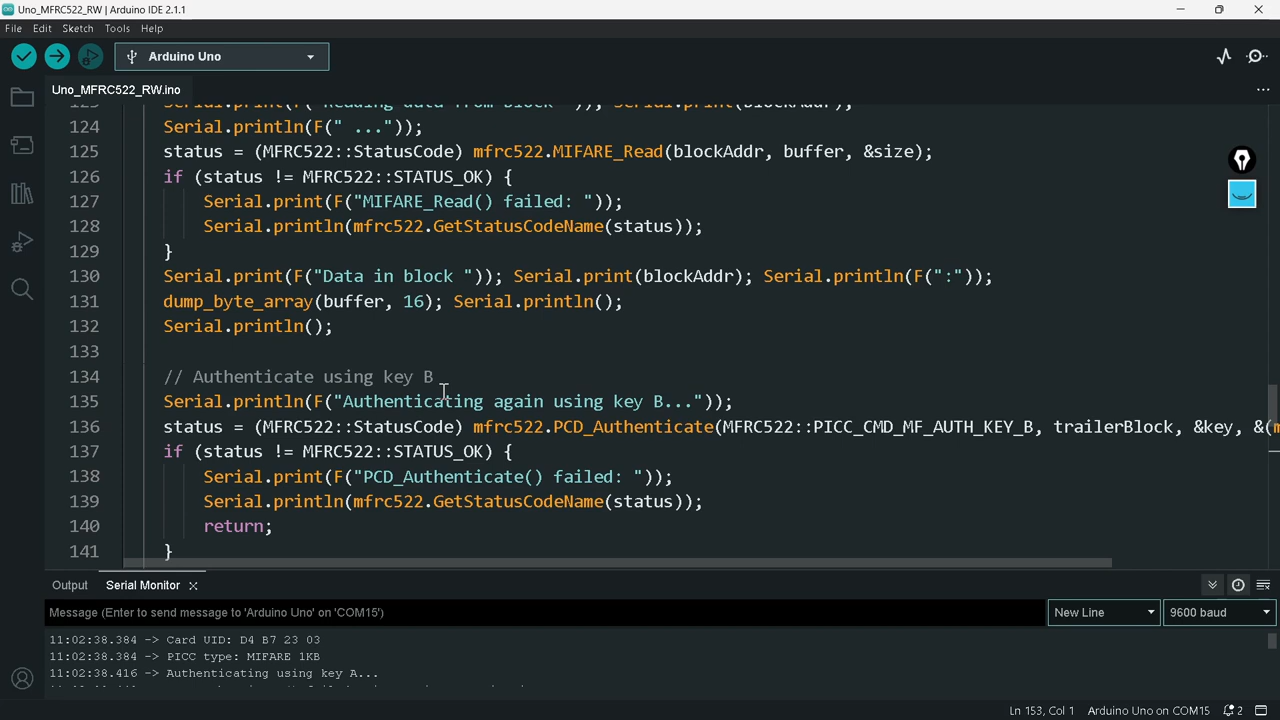 Uno_MFRC522_RW | Arduino IDE 2.1.1
File Edit Sketch Tools Help
Arduino Uno
Uno_MFRC522_RW.ino
124 Serial.println(F(" ..."));
125 status = (MFRC522::StatusCode) mfrc522.MIFARE_Read(blockAddr, buffer, &size);
126 if (status != MFRC522::STATUS_OK) {
127 Serial.print(F("MIFARE_Read() failed: "));
128 Serial.println(mfrc522.GetStatusCodeName(status));
129 }
130 Serial.print(F("Data in block ")); Serial.print(blockAddr); Serial.println(F(":"));
131 dump_byte_array(buffer, 16); Serial.println();
132 Serial.println();
133
134 // Authenticate using key B
135 Serial.println(F("Authenticating again using key B..."));
136 status = (MFRC522::StatusCode) mfrc522.PCD_Authenticate(MFRC522::PICC_CMD_MF_AUTH_KEY_B, trailerBlock, &key, &(m
137 if (status != MFRC522::STATUS_OK) {
138 Serial.print(F("PCD_Authenticate() failed: "));
139 Serial.println(mfrc522.GetStatusCodeName(status));
140 return;
141 }
Output Serial Monitor
Message (Enter to send message to 'Arduino Uno' on 'COM15') New Line 9600 baud
11:02:38.384 -> Card UID: D4 B7 23 03
11:02:38.384 -> PICC type: MIFARE 1KB
11:02:38.416 -> Authenticating using key A...
Ln 153, Col 1 Arduino Uno on COM15 2